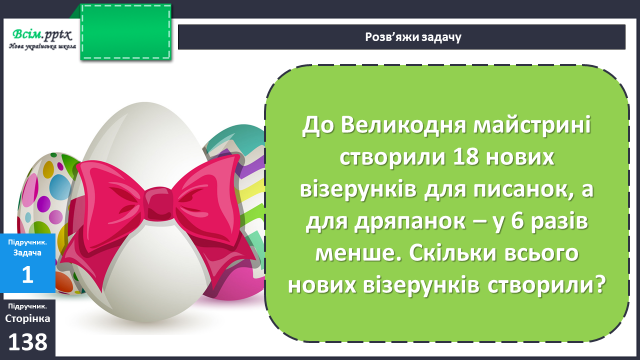 Всім.pptx
Нова українська школа
Розв’яжи задачу
До Великодня майстрині
створили 18 нових
візерунків для писанок, а
для дряпанок – у 6 разів
менше. Скільки всього
нових візерунків створили?
Підручник.
Задача
1
Підручник.
Сторінка
138